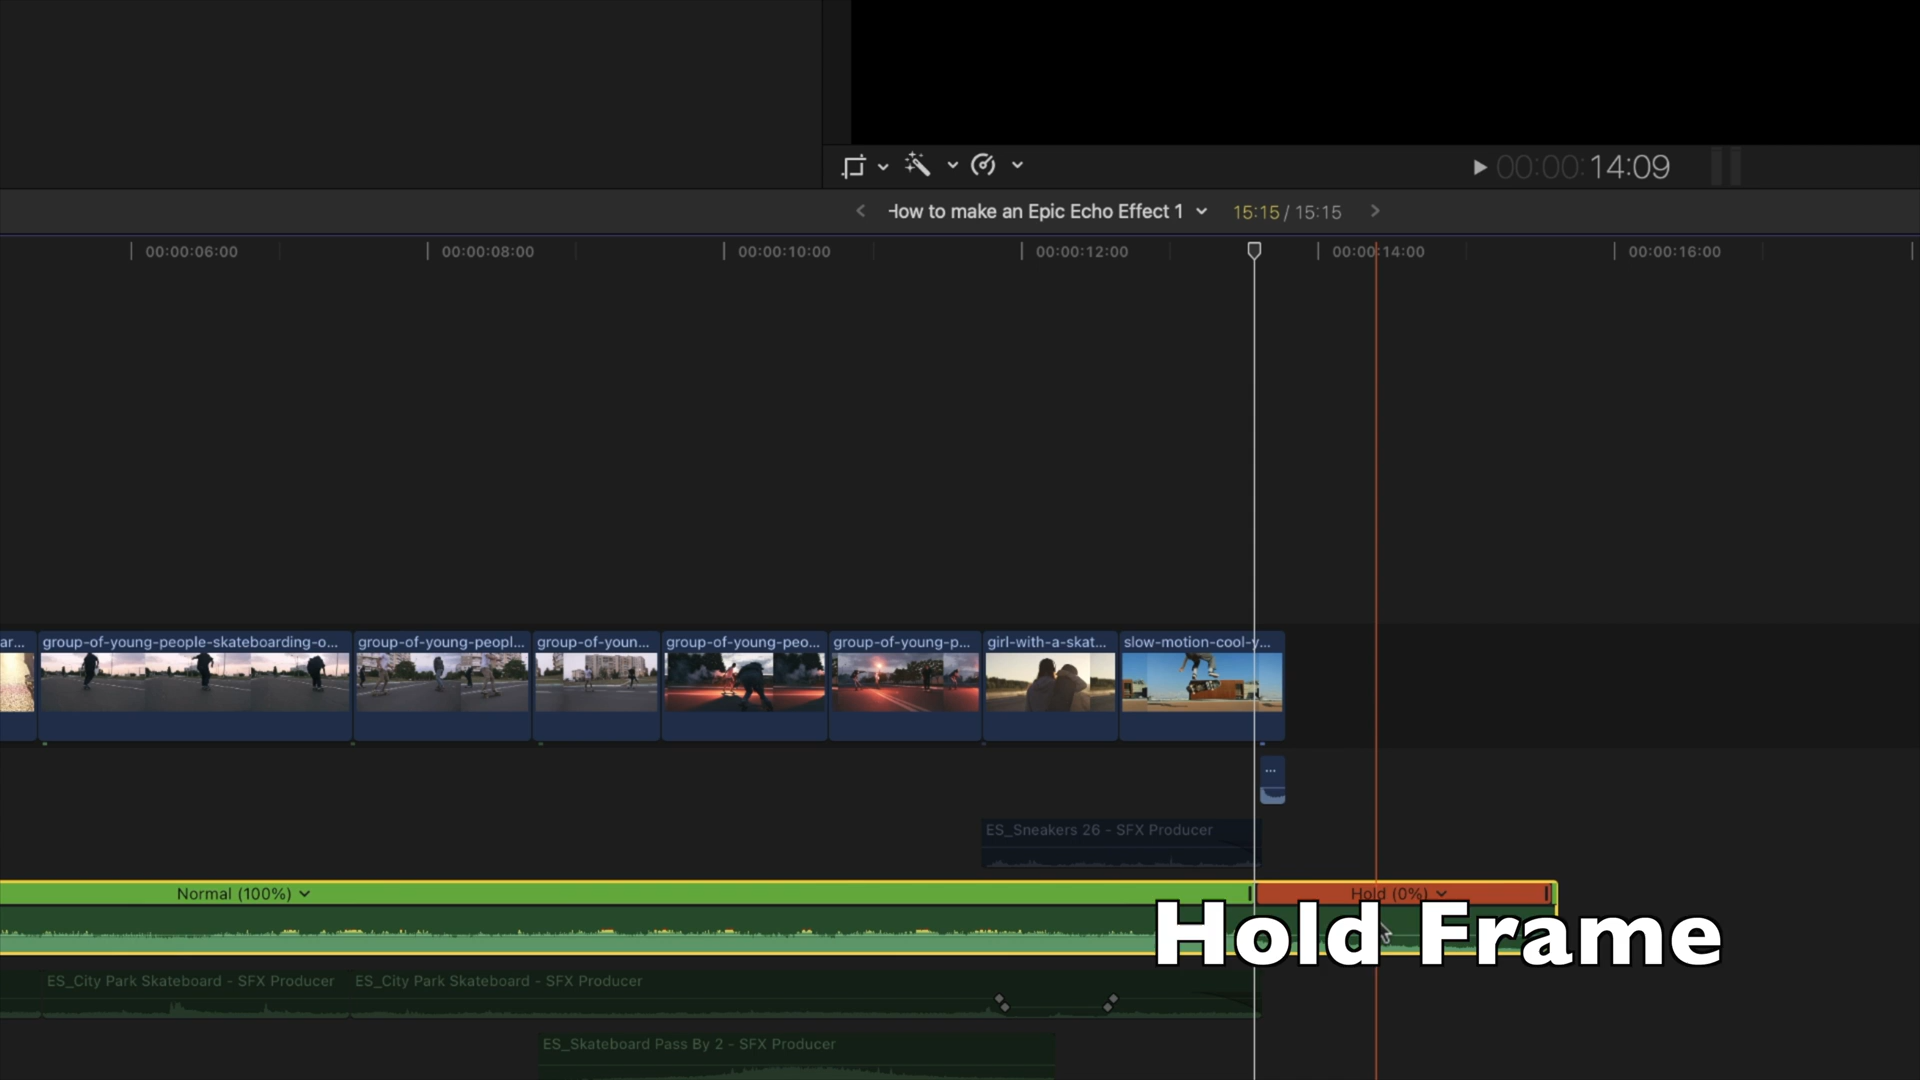 00:00:14:09
How to make an Epic Echo Effect 1
15:15 / 15:15
00:00:06:00
00:00:08:00
00:00:10:00
00:00:12:00
00:00:14:00
00:00:16:00
ar...
group-of-young-people-skateboarding-o...
group-of-young-peopl...
group-of-youn...
group-of-young-peo...
group-of-young-p...
girl-with-a-skat...
slow-motion-cool-y...
...
ES_Sneakers 26 - SFX Producer
Normal (100%)
Hold (0%)
Hold Frame
ES_City Park Skateboard - SFX Producer
ES_City Park Skateboard - SFX Producer
ES_Skateboard Pass By 2 - SFX Producer